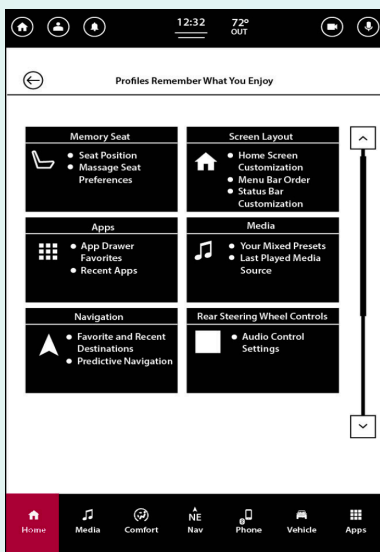 12:32
72º
OUT
Profiles Remember What You Enjoy
Memory Seat
• Seat Position
• Massage Seat
Preferences
Screen Layout
• Home Screen
Customization
• Menu Bar Order
• Status Bar
Customization
Apps
• App Drawer
Favorites
• Recent Apps
Media
• Your Mixed Presets
• Last Played Media
Source
Navigation
• Favorite and Recent
Destinations
• Predictive Navigation
Rear Steering Wheel Controls
• Audio Control
Settings
NE
Home Media Comfort Nav Phone Vehicle Apps